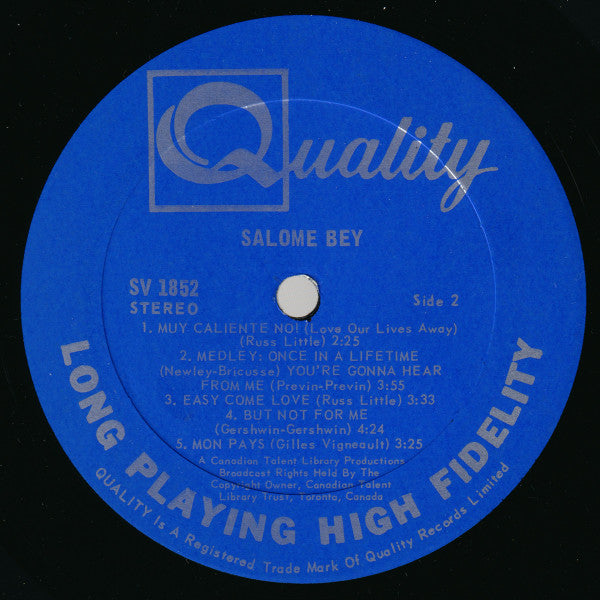 Quality
SALOME BEY
SV 1852
STEREO
Side 2
1. MUY CALIENTE NO! (Love Our Lives Away)
(Russ Little) 2:25
2. MEDLEY: ONCE IN A LIFETIME
(Newley-Bricusse) YOU'RE GONNA HEAR
FROM ME (Previn-Previn) 3:55
3. EASY COME LOVE (Russ Little) 3:33
4. BUT NOT FOR ME
(Gershwin-Gershwin) 4:24
5. MON PAYS (Gilles Vigneault) 3:25
A Canadian Talent Library Productions
Broadcast Rights Held By The
Copyright Owner, Canadian Talent
Library Trust, Toronto, Canada
LONG PLAYING HIGH FIDELITY
QUALITY Is A Registered Trade Mark Of Quality Records Limited